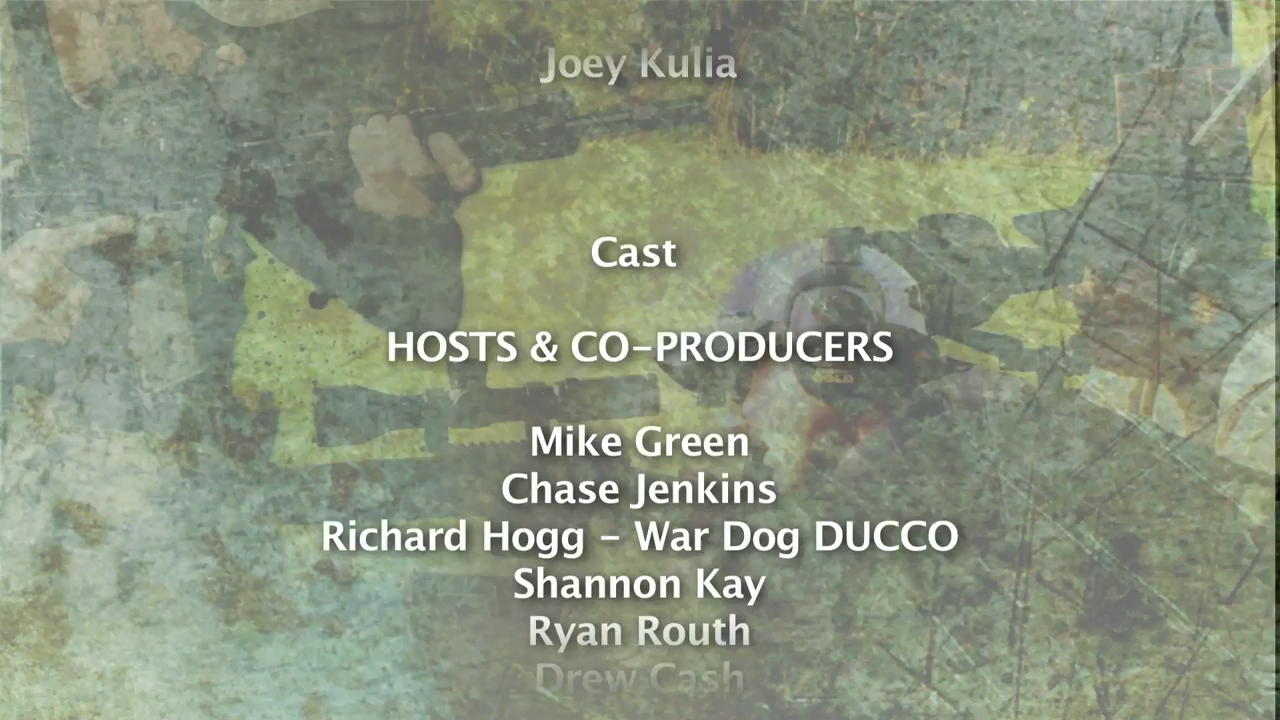 Joey Kulia
Cast
HOSTS & CO-PRODUCERS
Mike Green
Chase Jenkins
Richard Hogg - War Dog DUCCO
Shannon Kay
Ryan Routh
Drew Cash